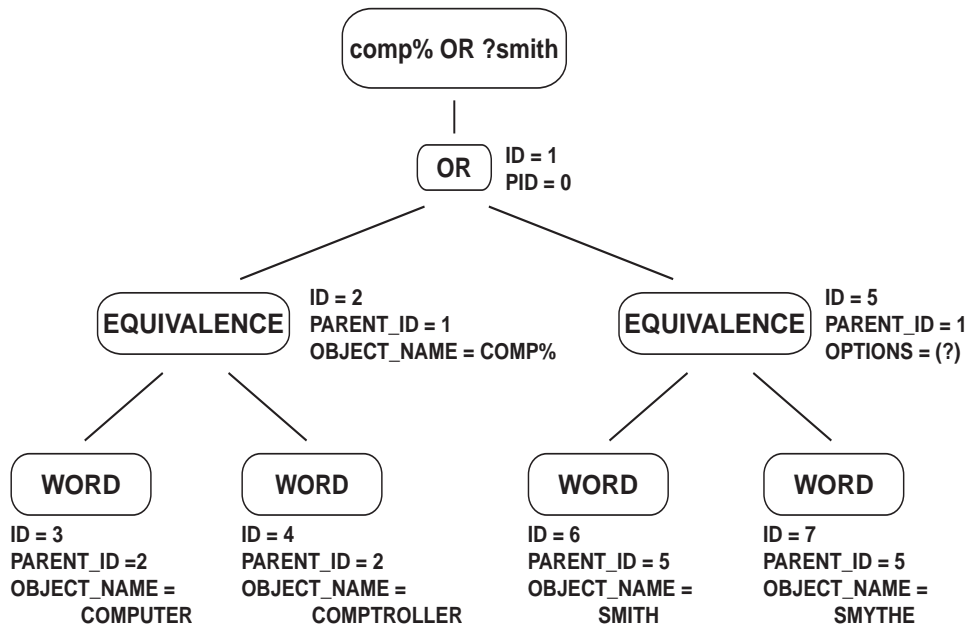 comp% OR ?smith
OR
ID = 1
PID = 0
EQUIVALENCE
ID = 2
PARENT_ID = 1
OBJECT_NAME = COMP%
EQUIVALENCE
ID = 5
PARENT_ID = 1
OPTIONS = (?)
WORD
ID = 3
PARENT_ID =2
OBJECT_NAME =
COMPUTER
WORD
ID = 4
PARENT_ID = 2
OBJECT_NAME =
COMPTROLLER
WORD
ID = 6
PARENT_ID = 5
OBJECT_NAME =
SMITH
WORD
ID = 7
PARENT_ID = 5
OBJECT_NAME =
SMYTHE